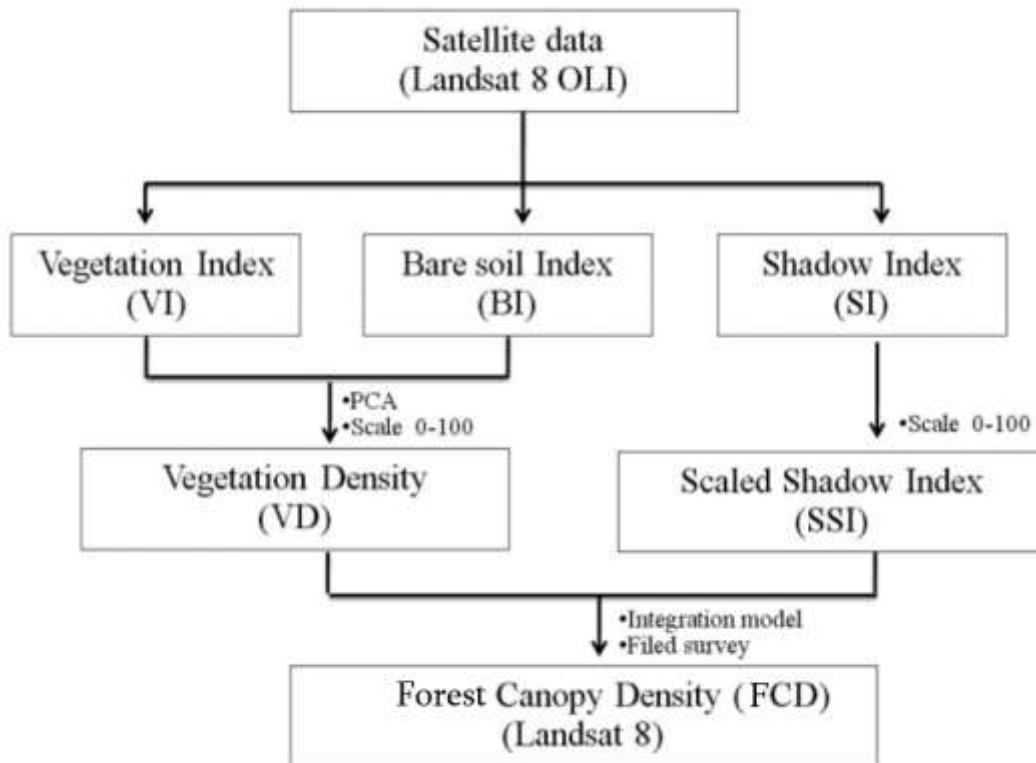 Satellite data
(Landsat 8 OLI)
Vegetation Index
(VI)
Bare soil Index
(BI)
Shadow Index
(SI)
•PCA
•Scale 0-100
•Scale 0-100
Vegetation Density
(VD)
Scaled Shadow Index
(SSI)
•Integration model
•Filed survey
Forest Canopy Density (FCD)
(Landsat 8)